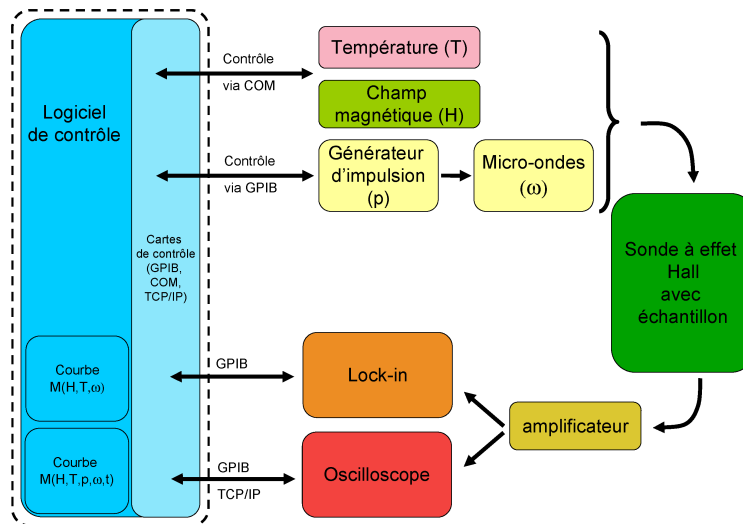 Logiciel
de contrôle
Cartes
de contrôle
(GPIB,
COM,
TCP/IP)
Courbe
M(H,T,ω)
Courbe
M(H,T,p,ω,t)
Contrôle
via COM
Température (T)
Champ
magnétique (H)
Contrôle
via GPIB
Générateur
d’impulsion
(p)
Micro-ondes
(ω)
Sonde à effet
Hall
avec
échantillon
GPIB
Lock-in
amplificateur
GPIB
TCP/IP
Oscilloscope